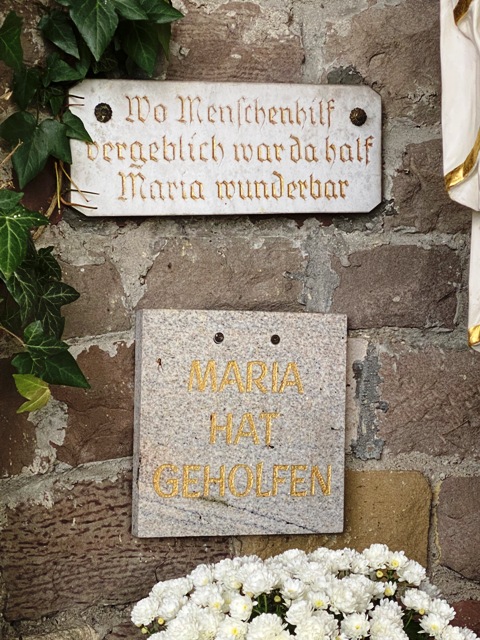 Wo Menschenhilf
vergeblich war da half
Maria wunderbar
MARIA
HAT
GEHOLFEN